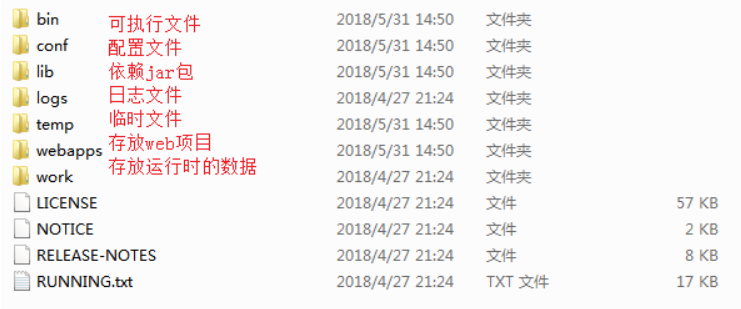 bin 可执行文件 2018/5/31 14:50 文件夹
conf 配置文件 2018/5/31 14:50 文件夹
lib 依赖jar包 2018/5/31 14:50 文件夹
logs 日志文件 2018/4/27 21:24 文件夹
temp 临时文件 2018/5/31 14:50 文件夹
webapps 存放web项目 2018/5/31 14:50 文件夹
work 存放运行时的数据 2018/4/27 21:24 文件夹
LICENSE 2018/4/27 21:24 文件 57 KB
NOTICE 2018/4/27 21:24 文件 2 KB
RELEASE-NOTES 2018/4/27 21:24 文件 8 KB
RUNNING.txt 2018/4/27 21:24 TXT 文件 17 KB